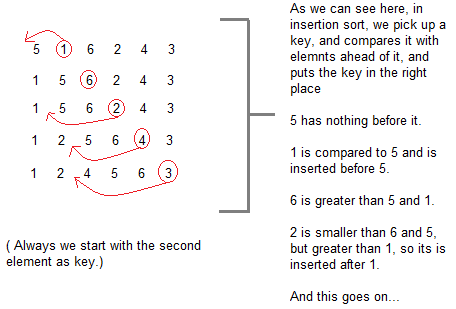 5 1 6 2 4 3
1 5 6 2 4 3
1 5 6 2 4 3
1 2 5 6 4 3
1 2 4 5 6 3
( Always we start with the second
element as key.)
As we can see here, in
insertion sort, we pick up a
key, and compares it with
elemnts ahead of it, and
puts the key in the right
place
5 has nothing before it.
1 is compared to 5 and is
inserted before 5.
6 is greater than 5 and 1.
2 is smaller than 6 and 5,
but greater than 1, so its is
inserted after 1.
And this goes on...